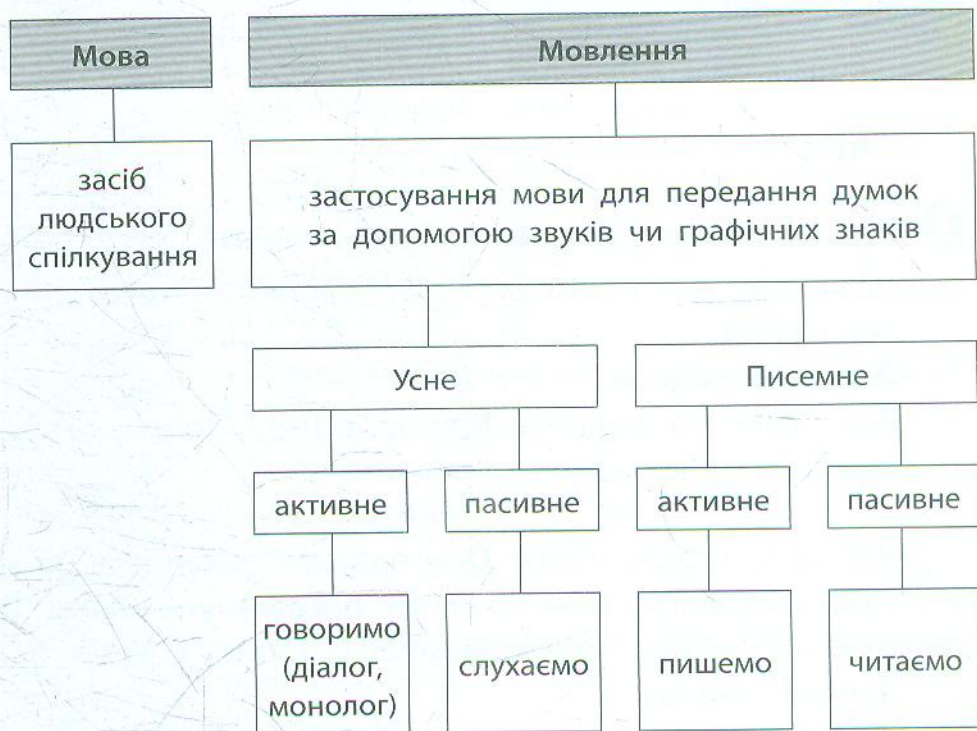 Мова
Мовлення
засіб
людського
спілкування
застосування мови для передання думок
за допомогою звуків чи графічних знаків
Усне
Писемне
активне
пасивне
активне
пасивне
говоримо
(діалог,
монолог)
слухаємо
пишемо
читаємо